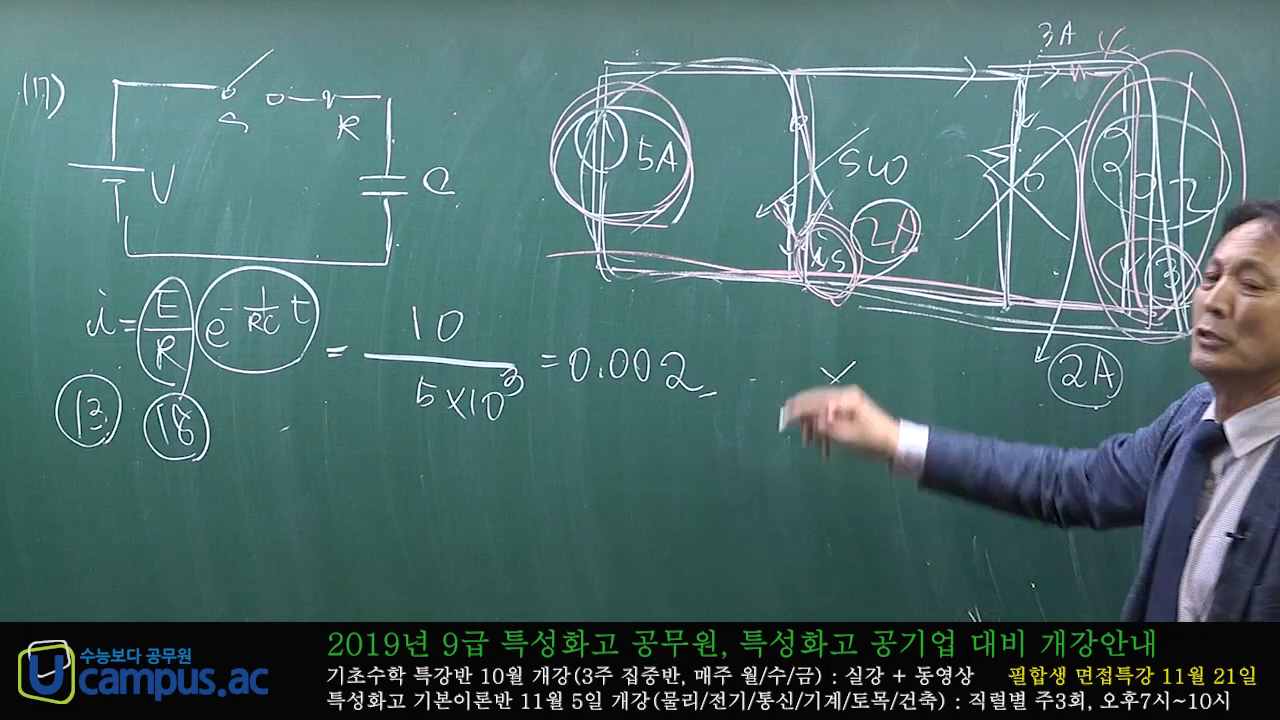 (17)
S
R
V
C
i = E/R e^-1/RC t = 10 / 5×10^3 = 0.002
13
18
3A
5A
5Ω
2A
3
2A
수능보다 공무원
Ucampus.ac
2019년 9급 특성화고 공무원, 특성화고 공기업 대비 개강안내
기초수학 특강반 10월 개강(3주 집중반, 매주 월/수/금) : 실강 + 동영상 필합생 면접특강 11월 21일
특성화고 기본이론반 11월 5일 개강(물리/전기/통신/기계/토목/건축) : 직렬별 주3회, 오후7시~10시